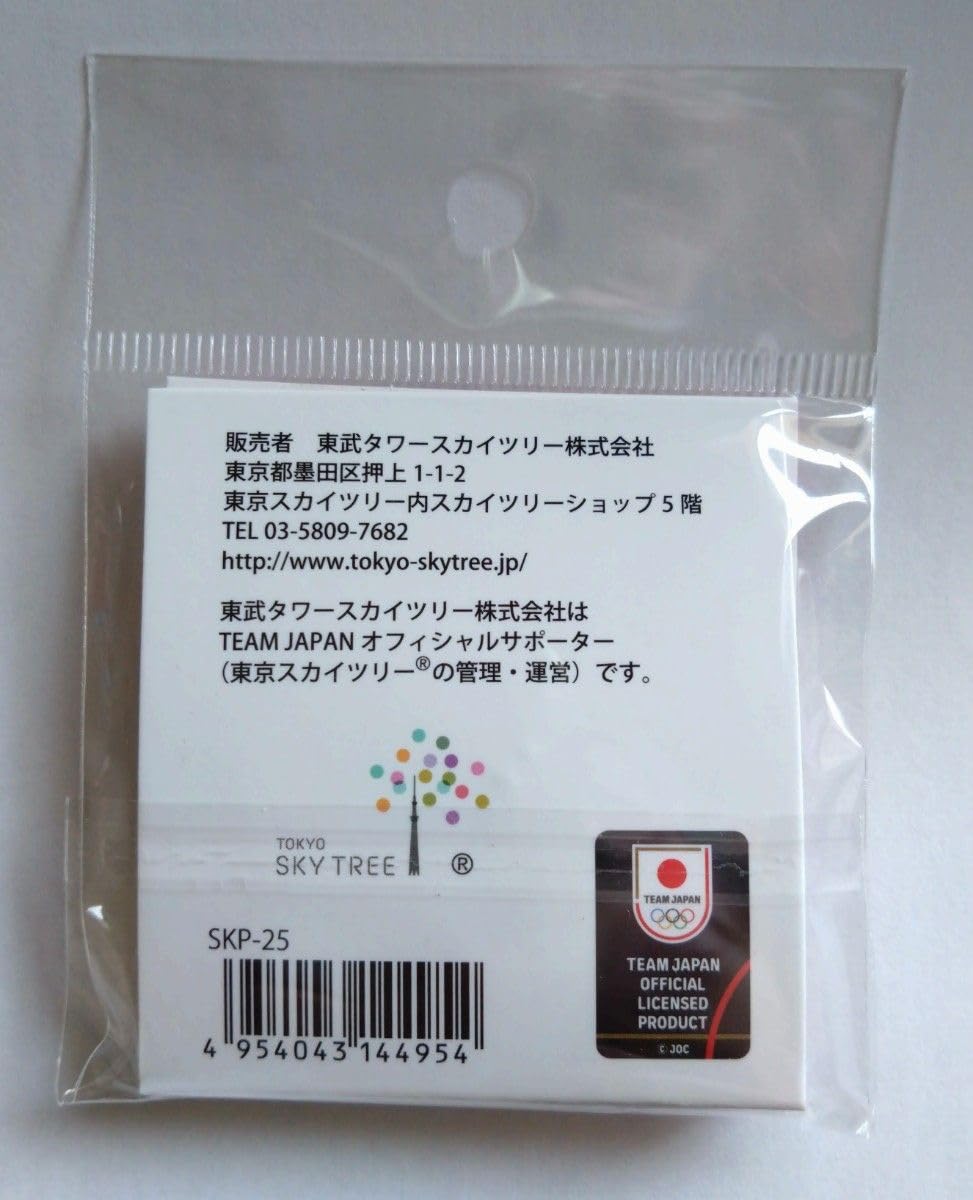 販売者　東武タワースカイツリー株式会社
東京都墨田区押上 1-1-2
東京スカイツリー内スカイツリーショップ 5 階
TEL 03-5809-7682
http://www.tokyo-skytree.jp/
東武タワースカイツリー株式会社は
TEAM JAPAN オフィシャルサポーター
（東京スカイツリー®の管理・運営）です。
TOKYO
SKY TREE ®
SKP-25
4 954043 144954
TEAM JAPAN
TEAM JAPAN
OFFICIAL
LICENSED
PRODUCT
© JOC